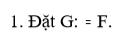 1. Đặt G: = F.